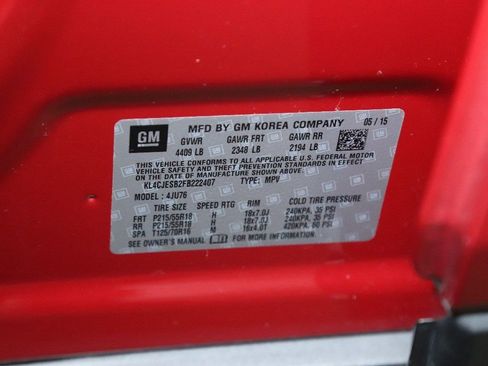 GM
MFD BY GM KOREA COMPANY 05/15
GVWR GAWR FRT GAWR RR
4409 LB 2348 LB 2194 LB
THIS VEHICLE CONFORMS TO ALL APPLICABLE U.S. FEDERAL MOTOR
VEHICLE SAFETY, BUMPER, AND THEFT PREVENTION STANDARDS IN
EFFECT ON THE DATE OF MANUFACTURE SHOWN ABOVE.
KL4CJESB2FB222407 TYPE: MPV
MODEL : 4JU76
TIRE SIZE SPEED RTG RIM COLD TIRE PRESSURE
FRT P215/55R18 H 18x7.0J 240KPA, 35 PSI
RR P215/55R18 H 18x7.0J 240KPA, 35 PSI
SPA T125/70R16 M 16x4.0T 420KPA, 60 PSI
SEE OWNER'S MANUAL FOR MORE INFORMATION.